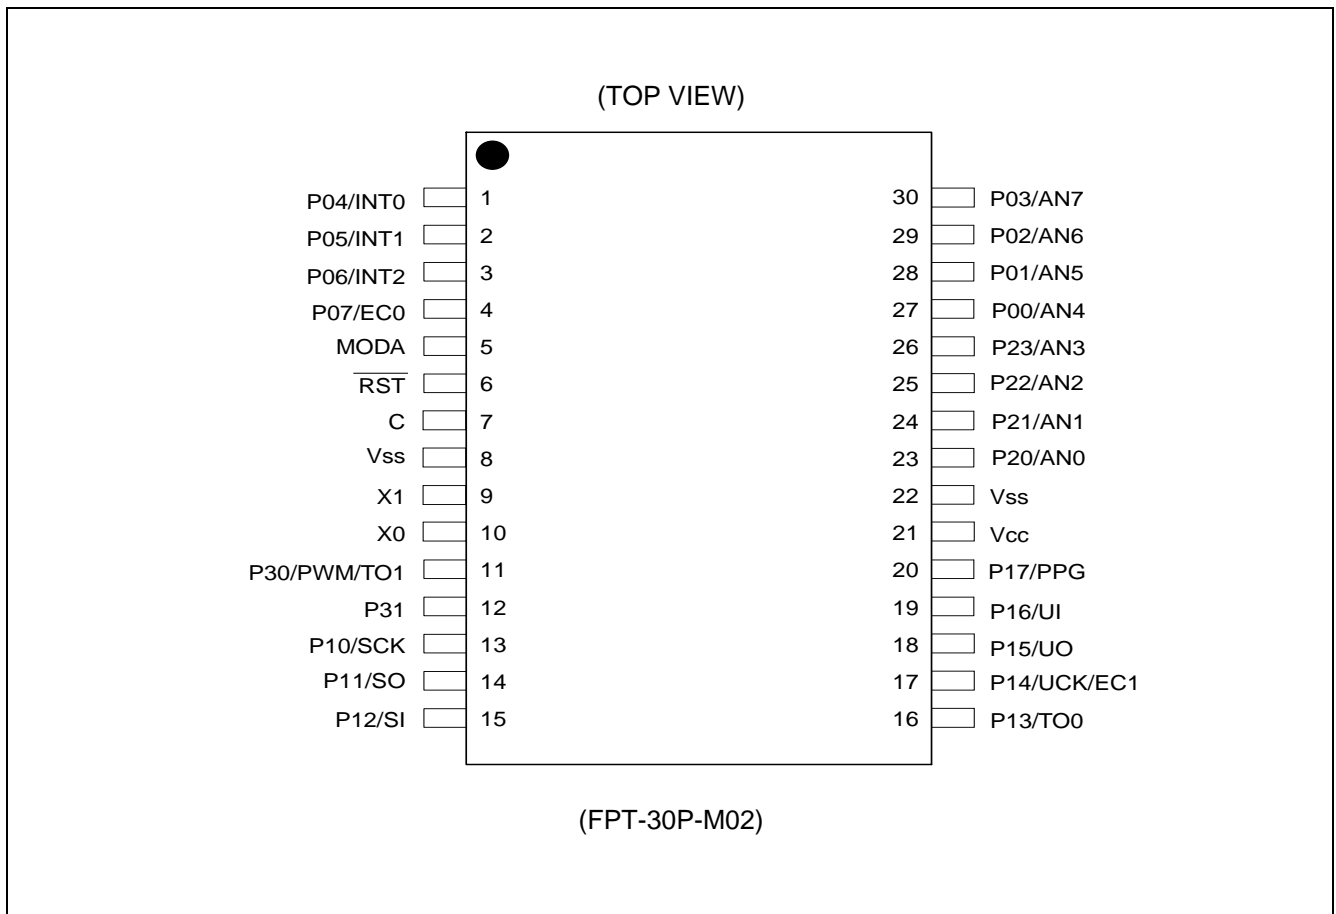 (TOP VIEW)
P04/INT0 1 30 P03/AN7
P05/INT1 2 29 P02/AN6
P06/INT2 3 28 P01/AN5
P07/EC0 4 27 P00/AN4
MODA 5 26 P23/AN3
R̅S̅T̅ 6 25 P22/AN2
C 7 24 P21/AN1
Vss 8 23 P20/AN0
X1 9 22 Vss
X0 10 21 Vcc
P30/PWM/TO1 11 20 P17/PPG
P31 12 19 P16/UI
P10/SCK 13 18 P15/UO
P11/SO 14 17 P14/UCK/EC1
P12/SI 15 16 P13/TO0
(FPT-30P-M02)